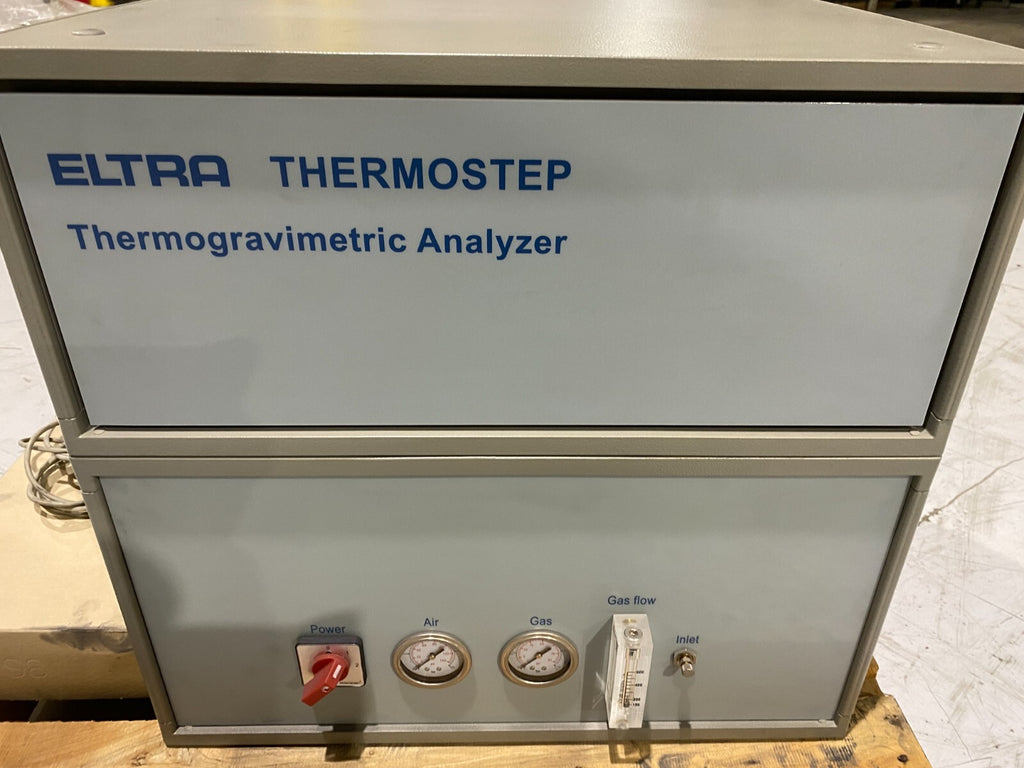 ELTRA THERMOSTEP
Thermogravimetric Analyzer
Gas flow
Power
Air
Gas
Inlet